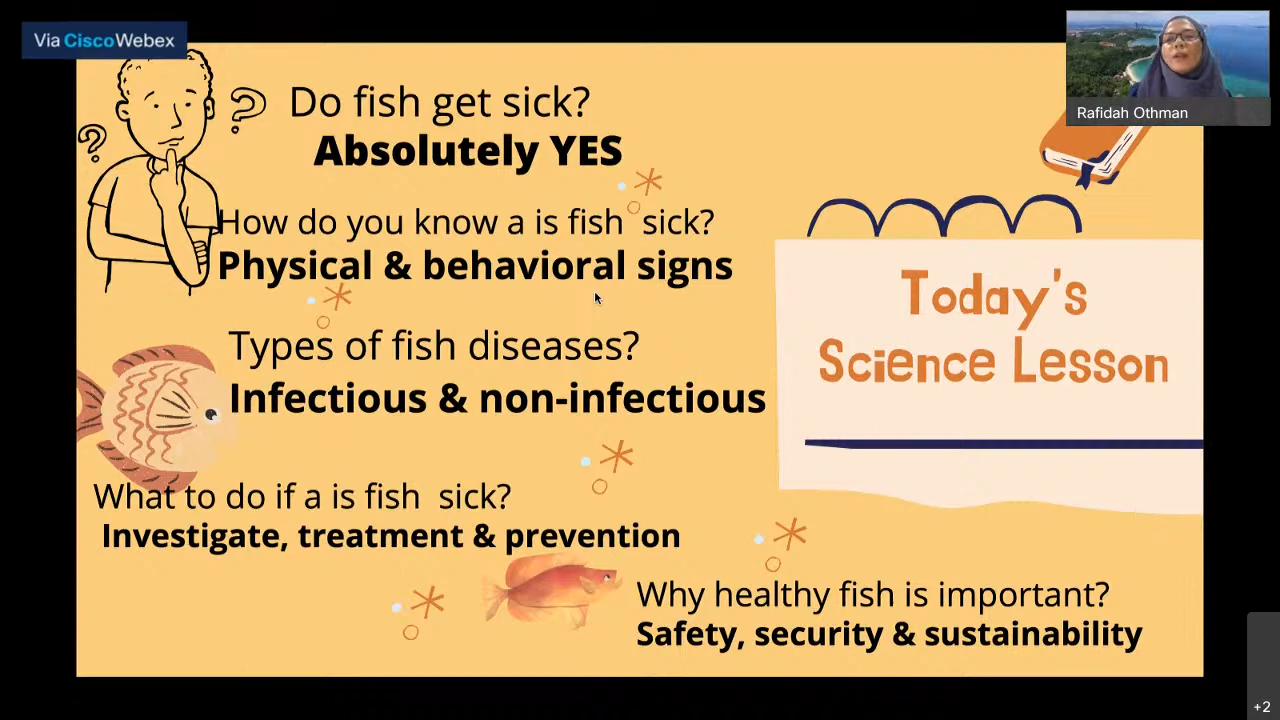 Via Cisco Webex
Rafidah Othman
Do fish get sick?
Absolutely YES
How do you know a is fish sick?
Physical & behavioral signs
Types of fish diseases?
Infectious & non-infectious
What to do if a is fish sick?
Investigate, treatment & prevention
Why healthy fish is important?
Safety, security & sustainability
Today's
Science Lesson
+2